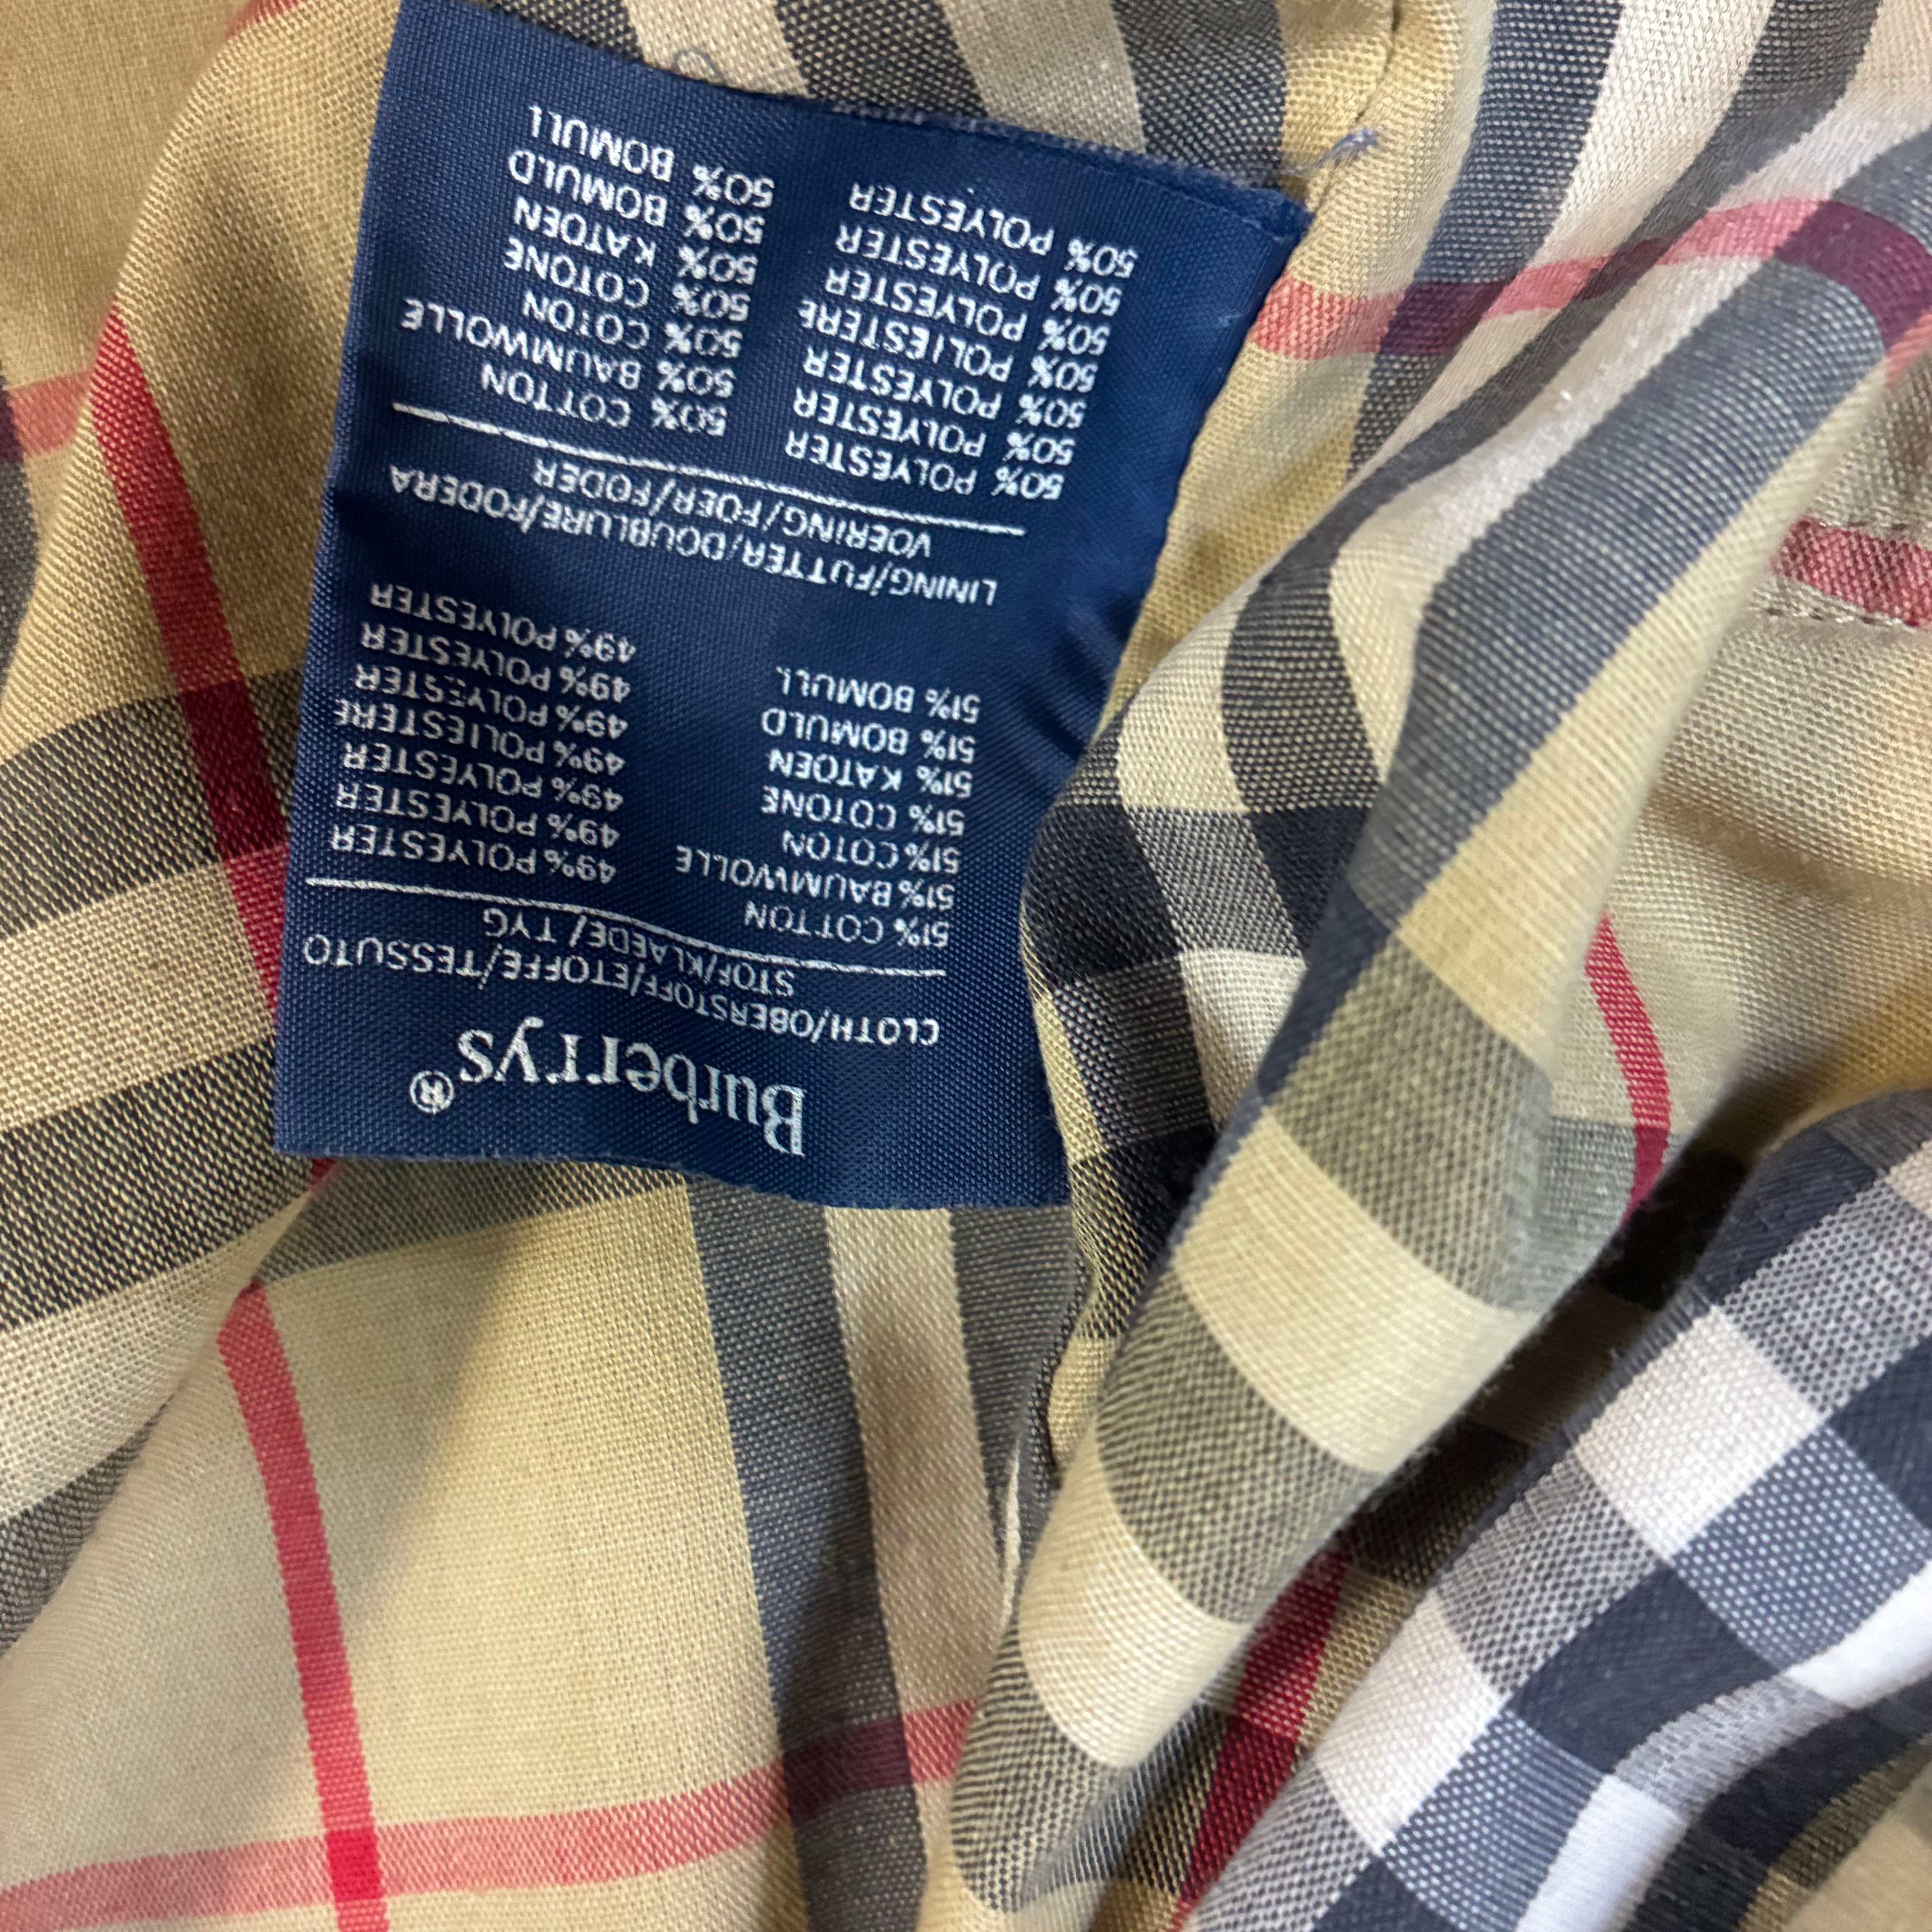 Burberrys®
CLOTH/OBERSTOFF/ETOFFE/TESSUTO
STOF/KLAEDE/TYG
51% COTTON 49% POLYESTER
51% BAUMWOLLE 49% POLYESTER
51% COTON 49% POLYESTER
51% COTONE 49% POLIESTERE
51% KATOEN 49% POLYESTER
51% BOMULD 49% POLYESTER
51% BOMULL 49% POLYESTER
LINING/FUTTER/DOUBLURE/FODERA
VOERING/FOER/FODER
50% POLYESTER 50% COTTON
50% POLYESTER 50% BAUMWOLLE
50% POLYESTER 50% COTON
50% POLIESTERE 50% COTONE
50% POLYESTER 50% KATOEN
50% POLYESTER 50% BOMULD
50% POLYESTER 50% BOMULL